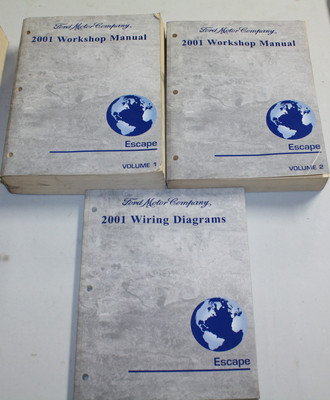 Ford Motor Company,
2001 Workshop Manual
Escape
VOLUME 1
Ford Motor Company,
2001 Workshop Manual
Escape
VOLUME 2
Ford Motor Company,
2001 Wiring Diagrams
Escape